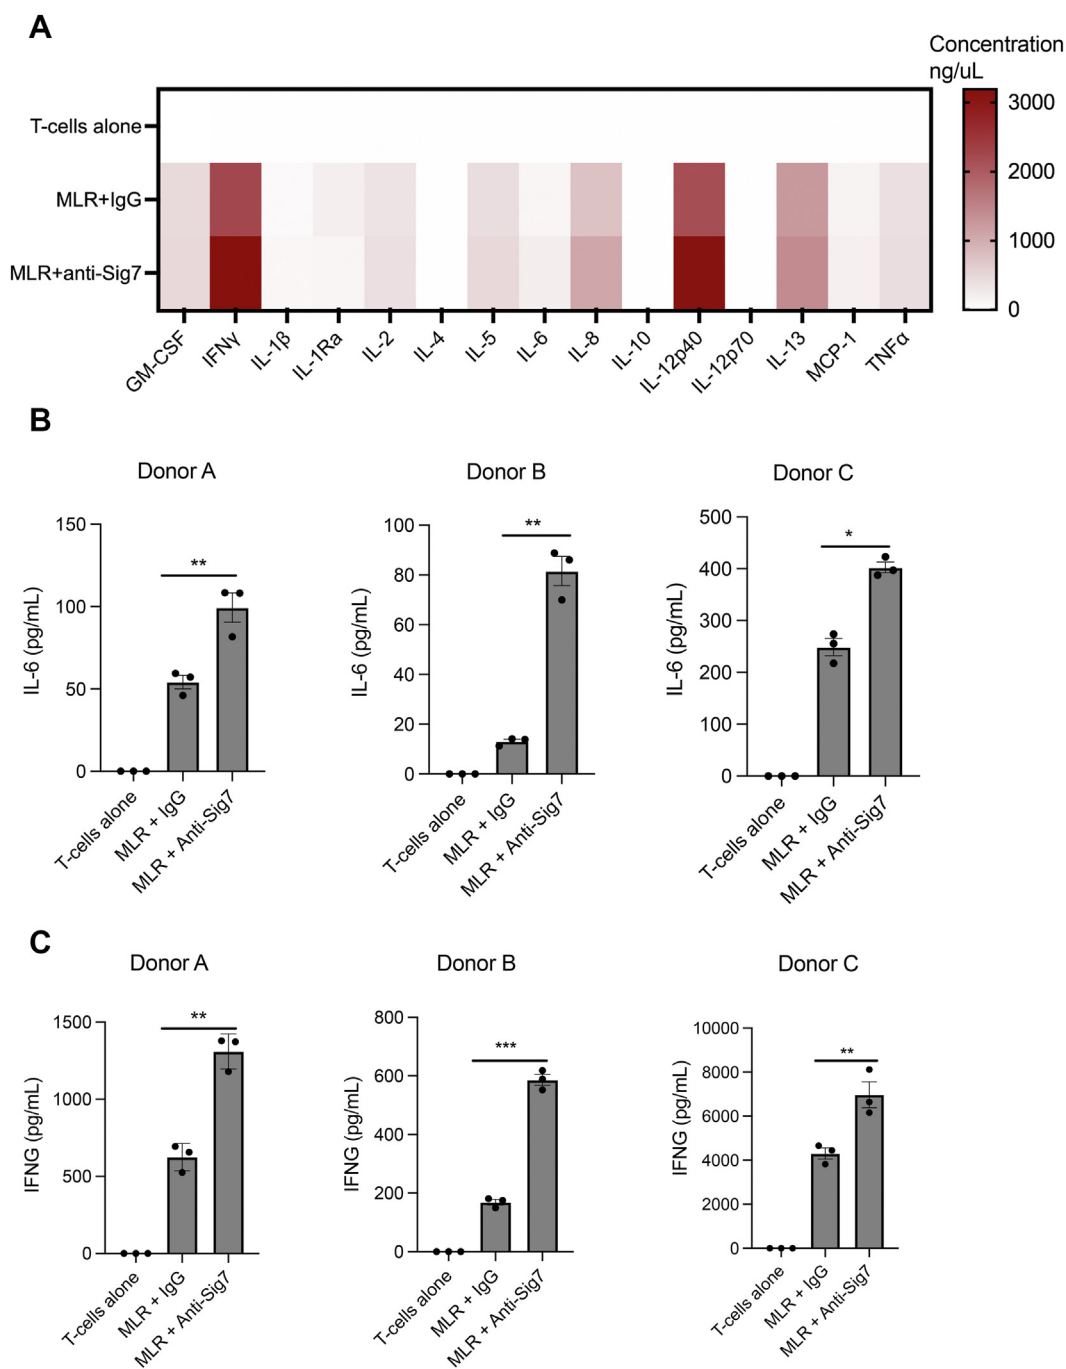 A
Concentration
ng/uL
3000
2000
1000
0
T-cells alone
MLR+IgG
MLR+anti-Sig7
GM-CSF
IFNγ
IL-1β
IL-1Ra
IL-2
IL-4
IL-5
IL-6
IL-8
IL-10
IL-12p40
IL-12p70
IL-13
MCP-1
TNFα
B
Donor A
IL-6 (pg/mL)
150
100
50
0
**
T-cells alone
MLR + IgG
MLR + Anti-Sig7
Donor B
IL-6 (pg/mL)
100
80
60
40
20
0
**
T-cells alone
MLR + IgG
MLR + Anti-Sig7
Donor C
IL-6 (pg/mL)
500
400
300
200
100
0
*
T-cells alone
MLR + IgG
MLR + Anti-Sig7
C
Donor A
IFNG (pg/mL)
1500
1000
500
0
**
T-cells alone
MLR + IgG
MLR + Anti-Sig7
Donor B
IFNG (pg/mL)
800
600
400
200
0
***
T-cells alone
MLR + IgG
MLR + Anti-Sig7
Donor C
IFNG (pg/mL)
10000
8000
6000
4000
2000
0
**
T-cells alone
MLR + IgG
MLR + Anti-Sig7